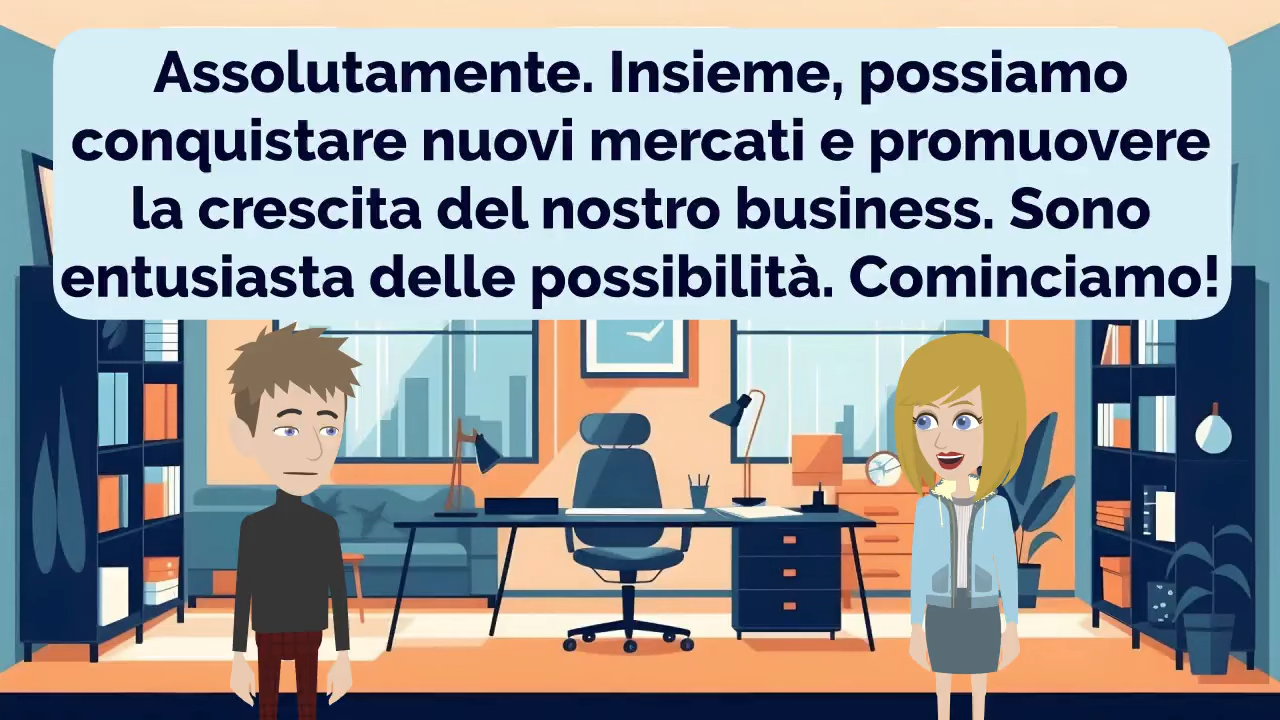 Assolutamente. Insieme, possiamo
conquistare nuovi mercati e promuovere
la crescita del nostro business. Sono
entusiasta delle possibilità. Cominciamo!